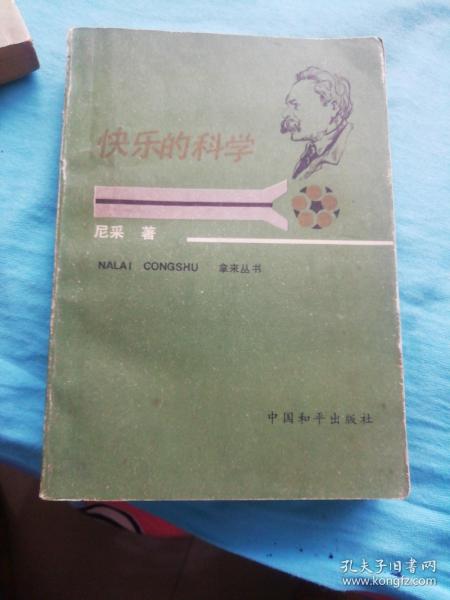 快乐的科学
尼采 著
NALAI CONGSHU 拿来丛书
中国和平出版社
孔夫子旧书网
www.kongfz.com